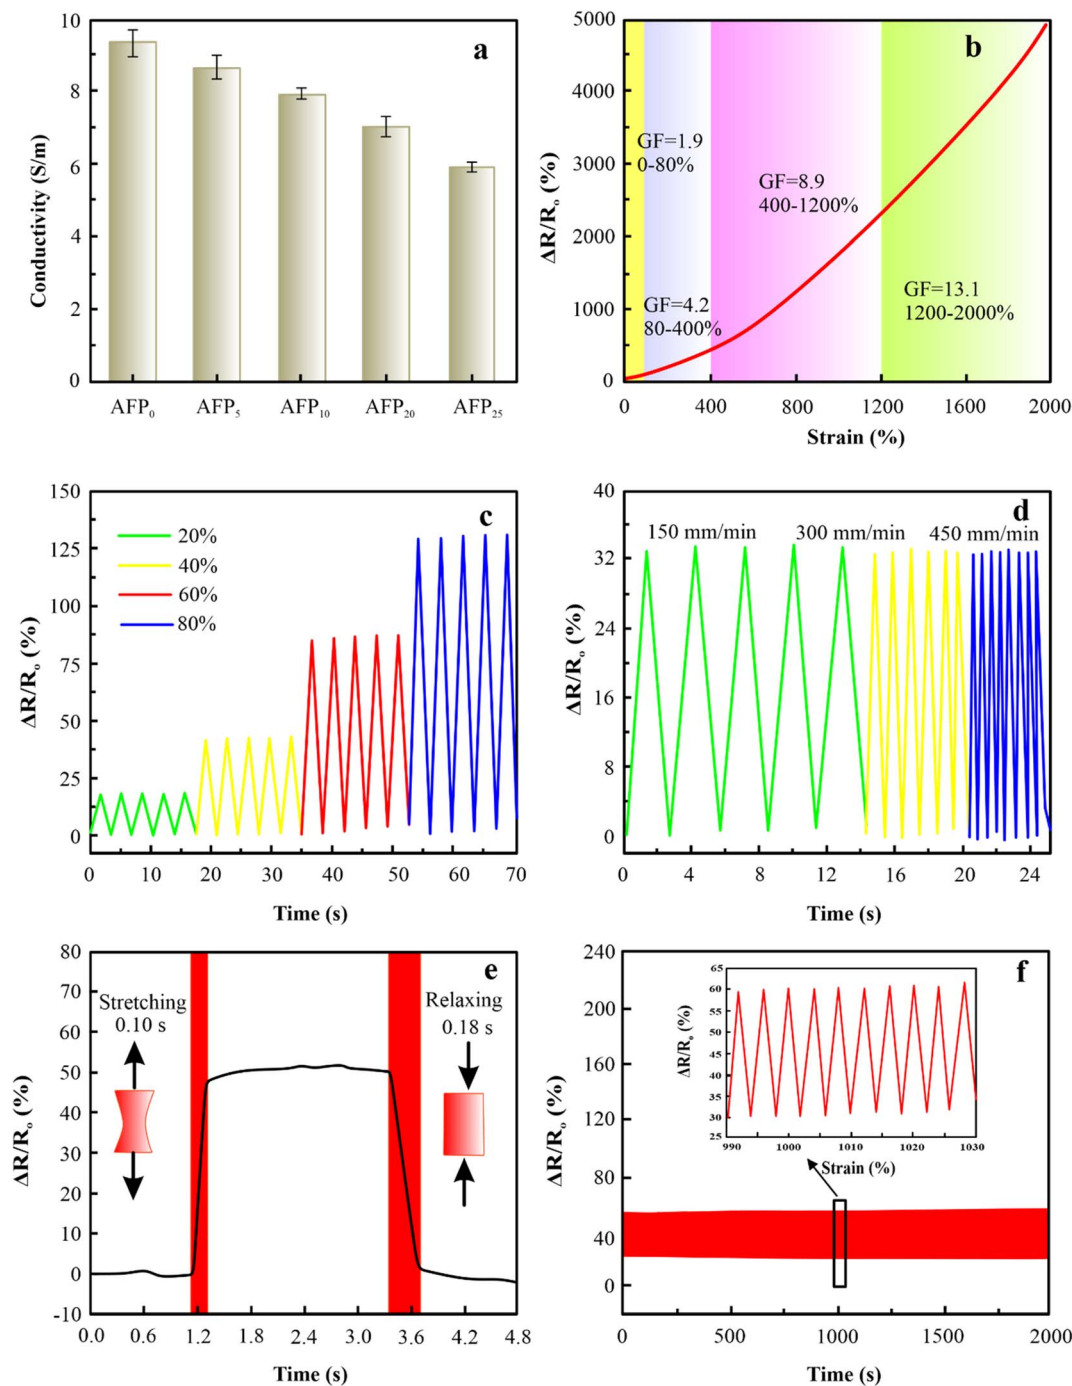 a
Conductivity (S/m)
10
8
6
4
2
0
AFP₀ AFP₅ AFP₁₀ AFP₂₀ AFP₂₅
b
ΔR/Rₒ (%)
5000
4000
3000
2000
1000
0
GF=1.9
0-80%
GF=8.9
400-1200%
GF=4.2
80-400%
GF=13.1
1200-2000%
0 400 800 1200 1600 2000
Strain (%)
c
ΔR/Rₒ (%)
150
125
100
75
50
25
0
20%
40%
60%
80%
0 10 20 30 40 50 60 70
Time (s)
d
ΔR/Rₒ (%)
40
32
24
16
8
0
150 mm/min 300 mm/min 450 mm/min
0 4 8 12 16 20 24
Time (s)
e
ΔR/Rₒ (%)
80
70
60
50
40
30
20
10
0
-10
Stretching
0.10 s
Relaxing
0.18 s
0.0 0.6 1.2 1.8 2.4 3.0 3.6 4.2 4.8
Time (s)
f
ΔR/Rₒ (%)
240
200
160
120
80
40
0
ΔR/Rₒ (%)
65
60
55
50
45
40
35
30
25
990 1000 1010 1020 1030
Strain (%)
0 500 1000 1500 2000
Time (s)